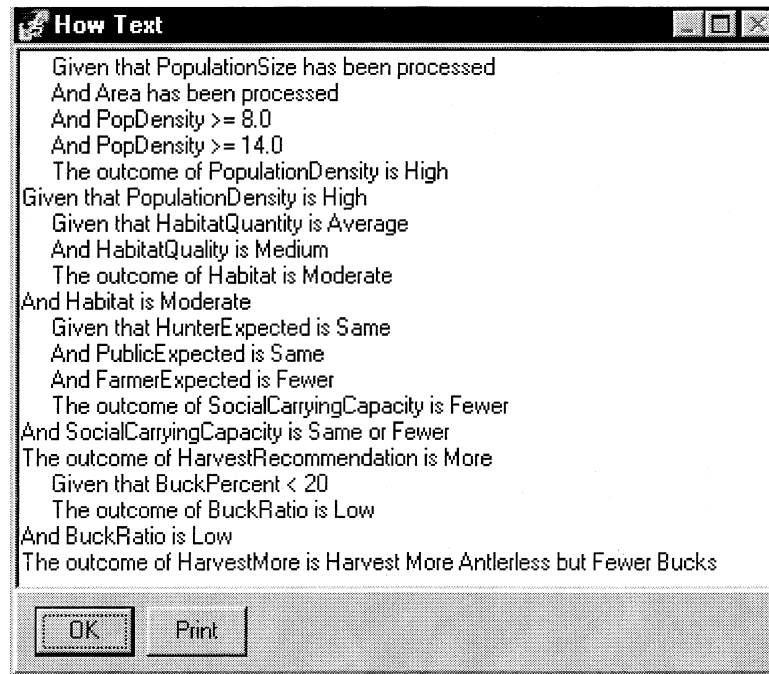 How Text
Given that PopulationSize has been processed
And Area has been processed
And PopDensity >= 8.0
And PopDensity >= 14.0
The outcome of PopulationDensity is High
Given that PopulationDensity is High
Given that HabitatQuantity is Average
And HabitatQuality is Medium
The outcome of Habitat is Moderate
And Habitat is Moderate
Given that HunterExpected is Same
And PublicExpected is Same
And FarmerExpected is Fewer
The outcome of SocialCarryingCapacity is Fewer
And SocialCarryingCapacity is Same or Fewer
The outcome of HarvestRecommendation is More
Given that BuckPercent < 20
The outcome of BuckRatio is Low
And BuckRatio is Low
The outcome of HarvestMore is Harvest More Antlerless but Fewer Bucks
OK Print